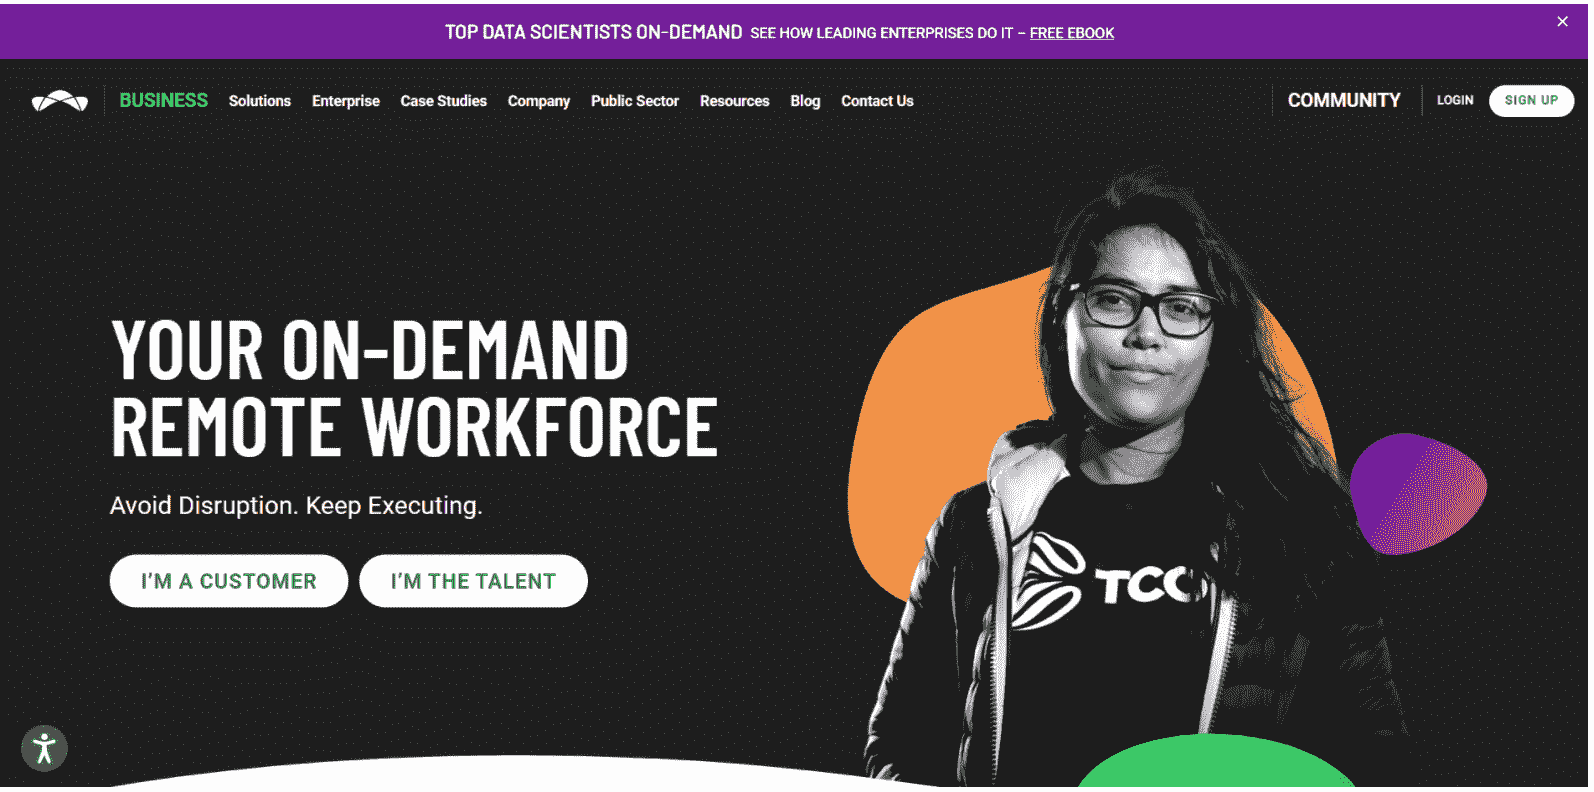 TOP DATA SCIENTISTS ON-DEMAND SEE HOW LEADING ENTERPRISES DO IT – FREE EBOOK
BUSINESS Solutions Enterprise Case Studies Company Public Sector Resources Blog Contact Us COMMUNITY LOGIN SIGN UP
YOUR ON-DEMAND
REMOTE WORKFORCE
Avoid Disruption. Keep Executing.
I'M A CUSTOMER I'M THE TALENT
TCO